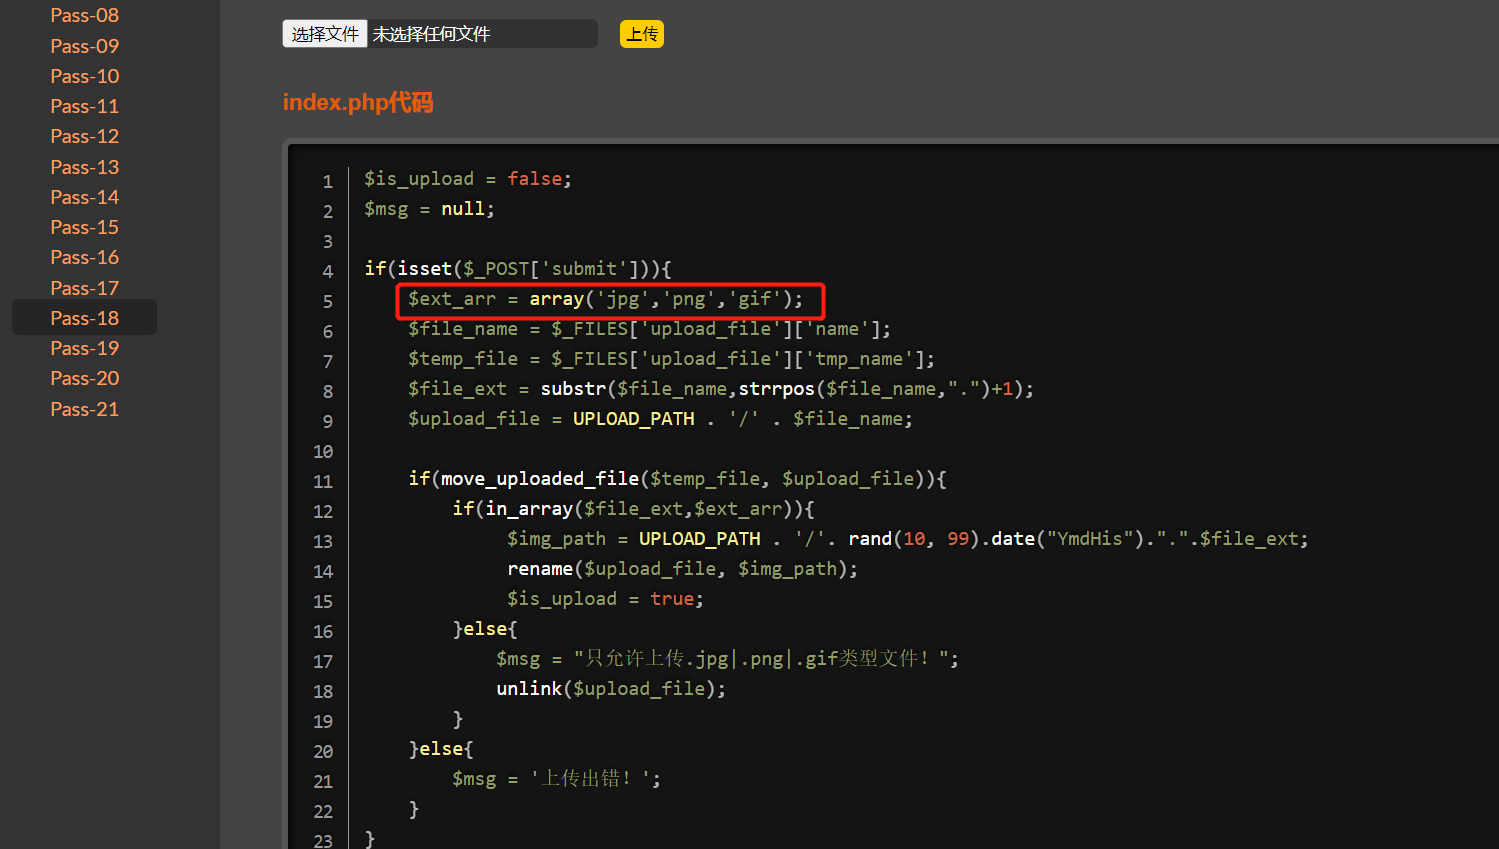 Pass-08
Pass-09
Pass-10
Pass-11
Pass-12
Pass-13
Pass-14
Pass-15
Pass-16
Pass-17
Pass-18
Pass-19
Pass-20
Pass-21
选择文件 未选择任何文件 上传
index.php代码
1 $is_upload = false;
2 $msg = null;
3
4 if(isset($_POST['submit'])){
5     $ext_arr = array('jpg','png','gif');
6     $file_name = $_FILES['upload_file']['name'];
7     $temp_file = $_FILES['upload_file']['tmp_name'];
8     $file_ext = substr($file_name,strrpos($file_name,".")+1);
9     $upload_file = UPLOAD_PATH . '/' . $file_name;
10
11     if(move_uploaded_file($temp_file, $upload_file)){
12         if(in_array($file_ext,$ext_arr)){
13              $img_path = UPLOAD_PATH . '/'. rand(10, 99).date("YmdHis").".".$file_ext;
14              rename($upload_file, $img_path);
15              $is_upload = true;
16         }else{
17             $msg = "只允许上传.jpg|.png|.gif类型文件！";
18             unlink($upload_file);
19         }
20     }else{
21         $msg = '上传出错！';
22     }
23 }